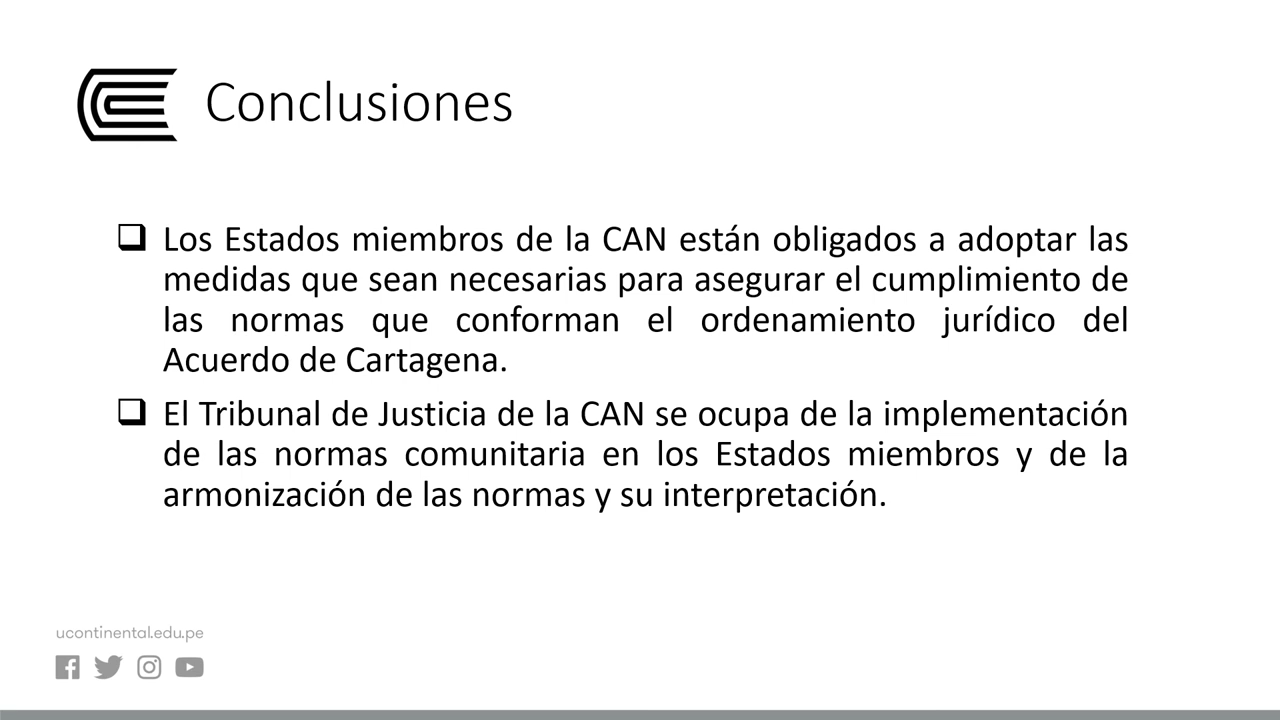 Conclusiones
Los Estados miembros de la CAN están obligados a adoptar las
medidas que sean necesarias para asegurar el cumplimiento de
las normas que conforman el ordenamiento jurídico del
Acuerdo de Cartagena.
El Tribunal de Justicia de la CAN se ocupa de la implementación
de las normas comunitaria en los Estados miembros y de la
armonización de las normas y su interpretación.
ucontinental.edu.pe